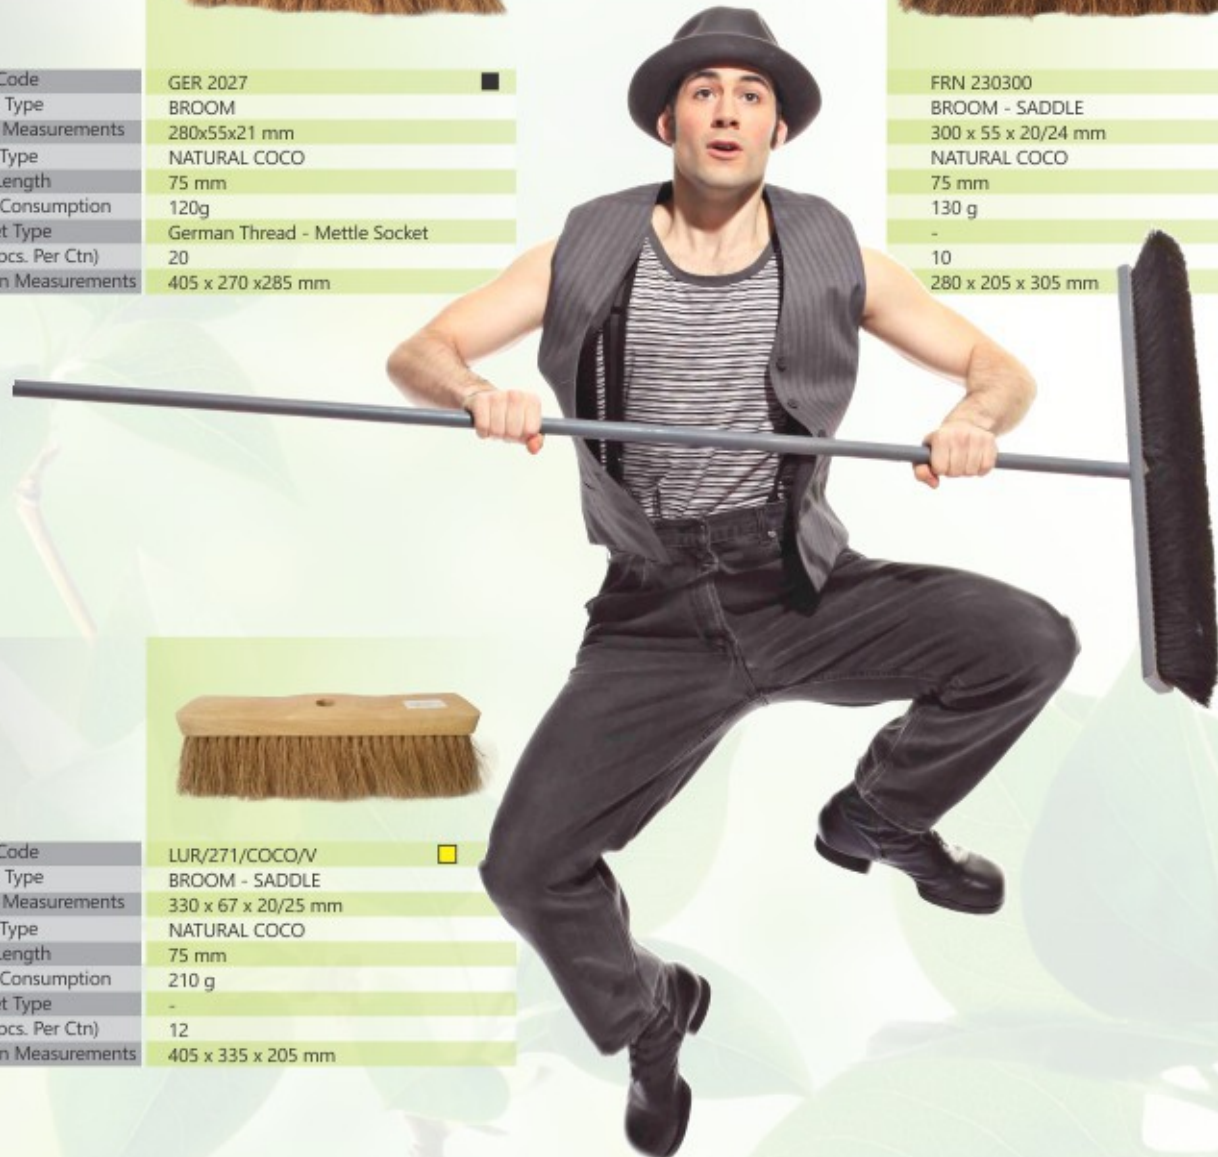 Code GER 2027
Type BROOM
Measurements 280x55x21 mm
Type NATURAL COCO
Length 75 mm
Consumption 120g
t Type German Thread - Mettle Socket
pcs. Per Ctn) 20
n Measurements 405 x 270 x285 mm
FRN 230300
BROOM - SADDLE
300 x 55 x 20/24 mm
NATURAL COCO
75 mm
130 g
-
10
280 x 205 x 305 mm
Code LUR/271/COCO/V
Type BROOM - SADDLE
Measurements 330 x 67 x 20/25 mm
Type NATURAL COCO
Length 75 mm
Consumption 210 g
t Type -
pcs. Per Ctn) 12
n Measurements 405 x 335 x 205 mm